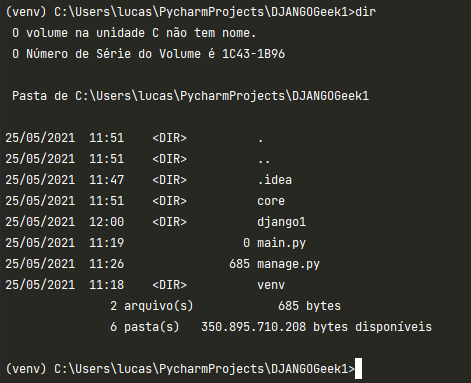 (venv) C:\Users\lucas\PycharmProjects\DJANGOGeek1>dir
 O volume na unidade C não tem nome.
 O Número de Série do Volume é 1C43-1B96

 Pasta de C:\Users\lucas\PycharmProjects\DJANGOGeek1

25/05/2021  11:51    <DIR>          .
25/05/2021  11:51    <DIR>          ..
25/05/2021  11:47    <DIR>          .idea
25/05/2021  11:51    <DIR>          core
25/05/2021  12:00    <DIR>          django1
25/05/2021  11:19                 0 main.py
25/05/2021  11:26               685 manage.py
25/05/2021  11:18    <DIR>          venv
               2 arquivo(s)            685 bytes
               6 pasta(s)   350.895.710.208 bytes disponíveis

(venv) C:\Users\lucas\PycharmProjects\DJANGOGeek1>